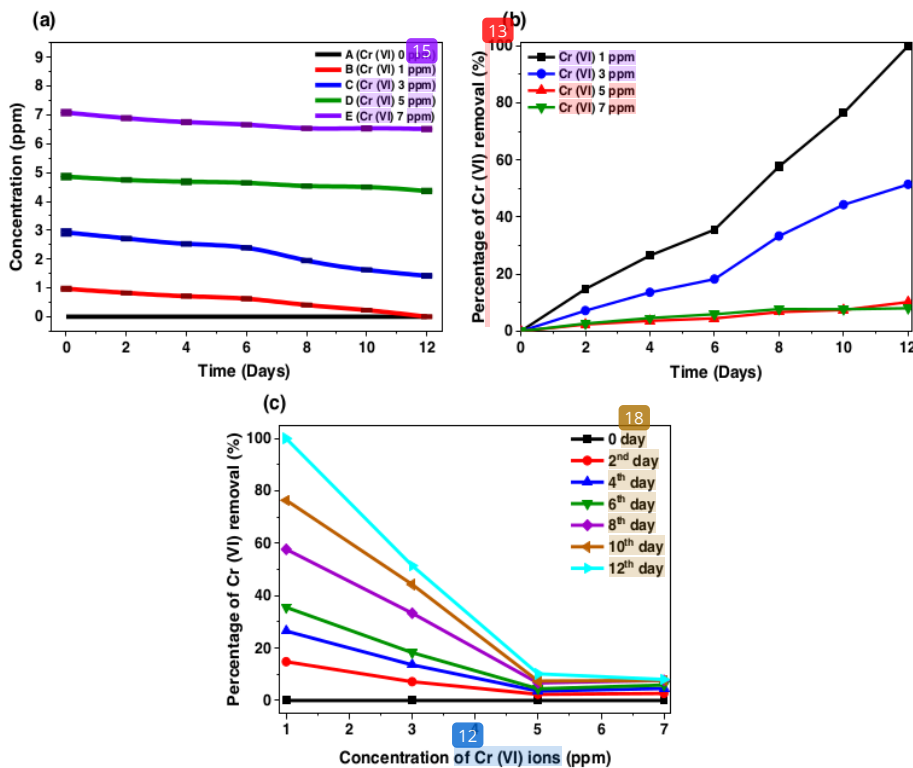 (a)
15
A (Cr (VI) 0 ppm)
B (Cr (VI) 1 ppm)
C (Cr (VI) 3 ppm)
D (Cr (VI) 5 ppm)
E (Cr (VI) 7 ppm)
Concentration (ppm)
9
8
7
6
5
4
3
2
1
0
0 2 4 6 8 10 12
Time (Days)
13
(b)
Cr (VI) 1 ppm
Cr (VI) 3 ppm
Cr (VI) 5 ppm
Cr (VI) 7 ppm
Percentage of Cr (VI) removal (%)
100
80
60
40
20
0
0 2 4 6 8 10 12
Time (Days)
(c)
18
0 day
2nd day
4th day
6th day
8th day
10th day
12th day
Percentage of Cr (VI) removal (%)
100
80
60
40
20
0
1 2 3 4 5 6 7
12
Concentration of Cr (VI) ions (ppm)